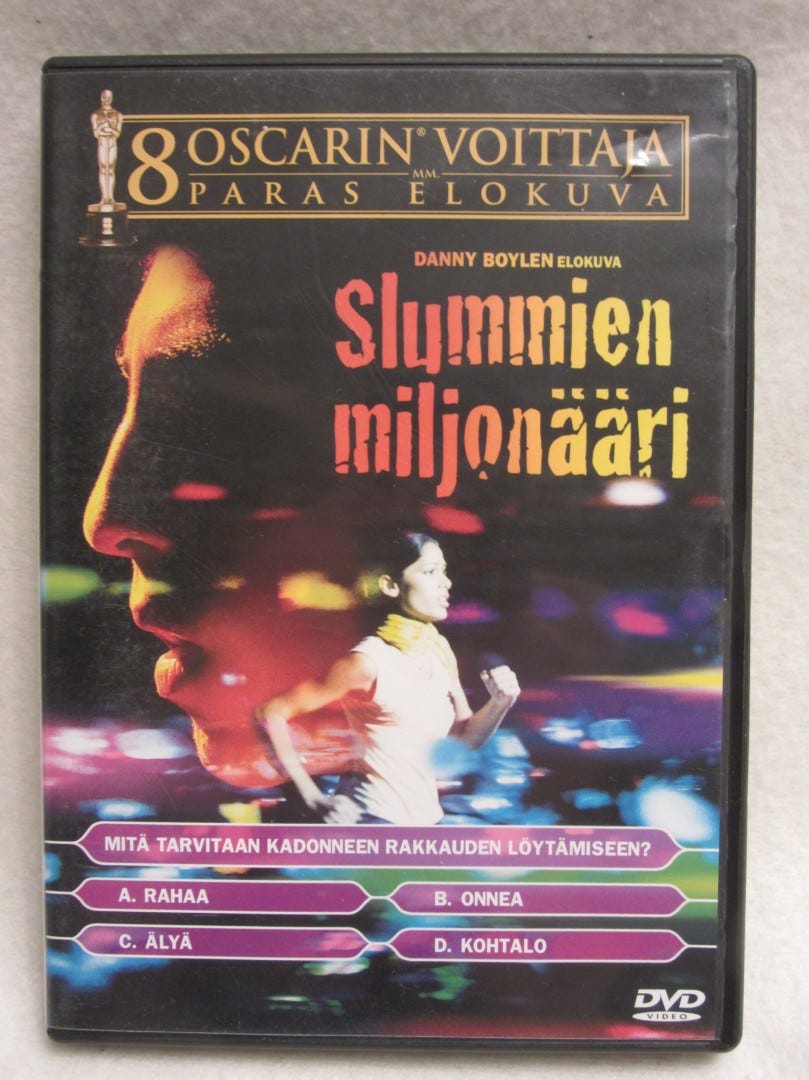 8 OSCARIN® VOITTAJA
MM.
PARAS ELOKUVA
DANNY BOYLEN ELOKUVA
Slummien
miljonääri
MITÄ TARVITAAN KADONNEEN RAKKAUDEN LÖYTÄMISEEN?
A. RAHAA
B. ONNEA
C. ÄLYÄ
D. KOHTALO
DVD
VIDEO